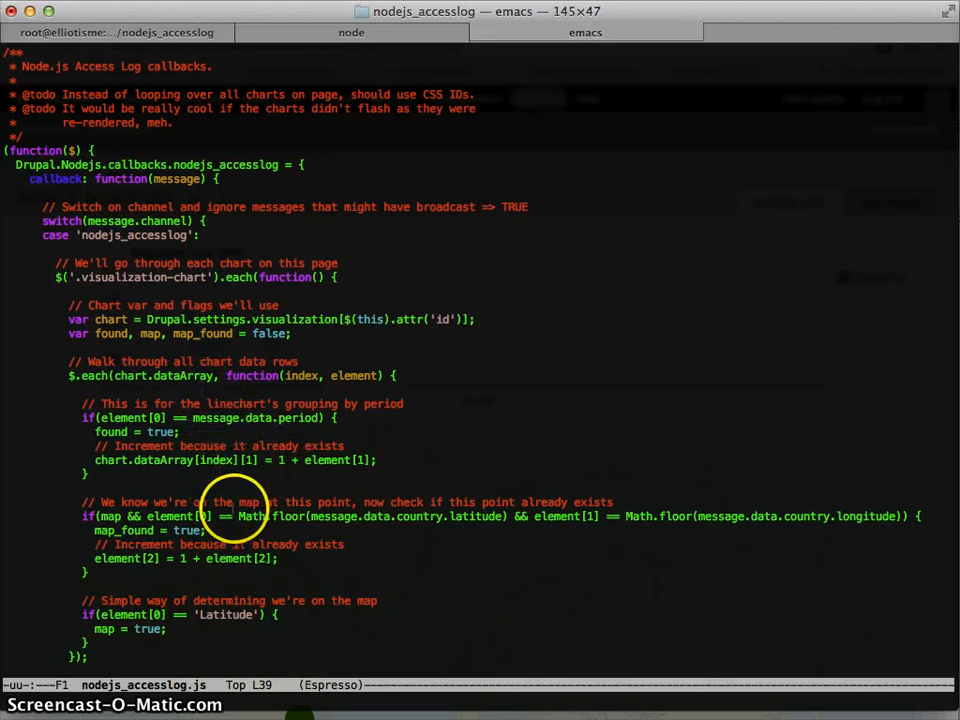 nodejs_accesslog — emacs — 145×47
root@elliotisme:.../nodejs_accesslog node emacs
/**
 * Node.js Access Log callbacks.
 *
 * @todo Instead of looping over all charts on page, should use CSS IDs.
 * @todo It would be really cool if the charts didn't flash as they were
 *       re-rendered, meh.
 */
(function($) {
  Drupal.Nodejs.callbacks.nodejs_accesslog = {
    callback: function(message) {
      // Switch on channel and ignore messages that might have broadcast => TRUE
      switch(message.channel) {
      case 'nodejs_accesslog':
        // We'll go through each chart on this page
        $('.visualization-chart').each(function() {
          // Chart var and flags we'll use
          var chart = Drupal.settings.visualization[$(this).attr('id')];
          var found, map, map_found = false;
          // Walk through all chart data rows
          $.each(chart.dataArray, function(index, element) {
            // This is for the linechart's grouping by period
            if(element[0] == message.data.period) {
              found = true;
              // Increment because it already exists
              chart.dataArray[index][1] = 1 + element[1];
            }
            // We know we're on the map at this point, now check if this point already exists
            if(map && element[0] == Math.floor(message.data.country.latitude) && element[1] == Math.floor(message.data.country.longitude)) {
              map_found = true;
              // Increment because it already exists
              element[2] = 1 + element[2];
            }
            // Simple way of determining we're on the map
            if(element[0] == 'Latitude') {
              map = true;
            }
          });
-uu-:---F1  nodejs_accesslog.js   Top L39    (Espresso)
Screencast-O-Matic.com